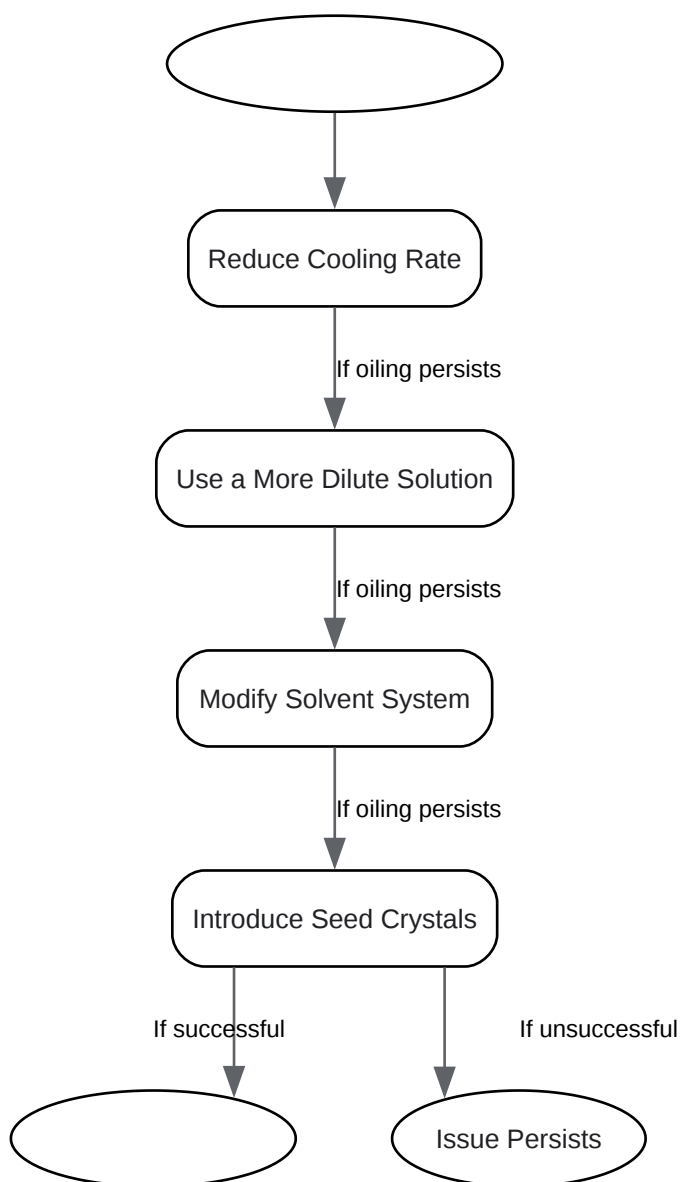 Reduce Cooling Rate
If oiling persists
Use a More Dilute Solution
If oiling persists
Modify Solvent System
If oiling persists
Introduce Seed Crystals
If successful
If unsuccessful
Issue Persists